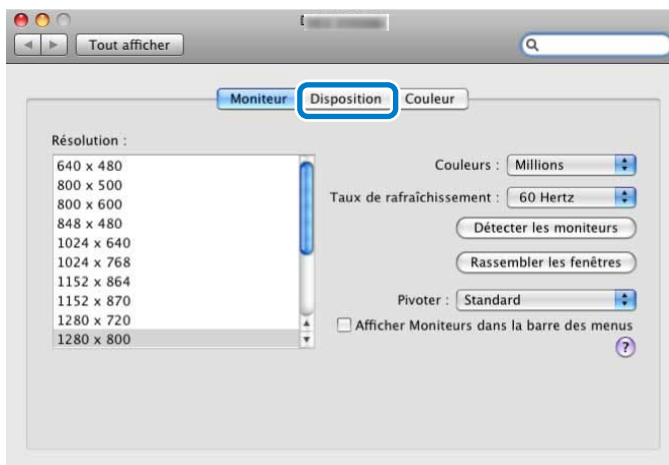 Tout afficher
Moniteur Disposition Couleur
Résolution :
640 x 480
800 x 500
800 x 600
848 x 480
1024 x 640
1024 x 768
1152 x 864
1152 x 870
1280 x 720
1280 x 800
Couleurs : Millions
Taux de rafraîchissement : 60 Hertz
Détecter les moniteurs
Rassembler les fenêtres
Pivoter : Standard
Afficher Moniteurs dans la barre des menus
?